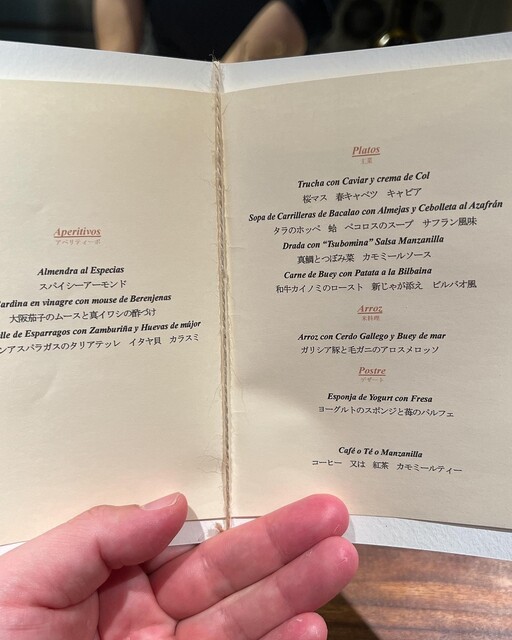 Aperitivos
アペリティーボ
Almendra al Especias
スパイシーアーモンド
ardina en vinagre con mouse de Berenjenas
大阪茄子のムースと真イワシの酢づけ
lle de Esparragos con Zamburiña y Huevas de mújor
ンアスパラガスのタリアテッレ　イタヤ貝　カラスミ
Platos
Trucha con Caviar y crema de Col
桜マス　春キャベツ　キャビア
Sopa de Carrilleras de Bacalao con Almejas y Cebolleta al Azafrán
タラのホッペ　蛤　ペコロスのスープ　サフラン風味
Drada con “Tsubomina” Salsa Manzanilla
真鯛とつぼみ菜　カモミールソース
Carne de Buey con Patata a la Bilbaina
和牛カイノミのロースト　新じゃが添え　ビルバオ風
Arroz
米料理
Arroz con Cerdo Gallego y Buey de mar
ガリシア豚と毛ガニのアロスメロッソ
Postre
デザート
Esponja de Yogurt con Fresa
ヨーグルトのスポンジと苺のパルフェ
Café o Té o Manzanilla
コーヒー　又は　紅茶　カモミールティー